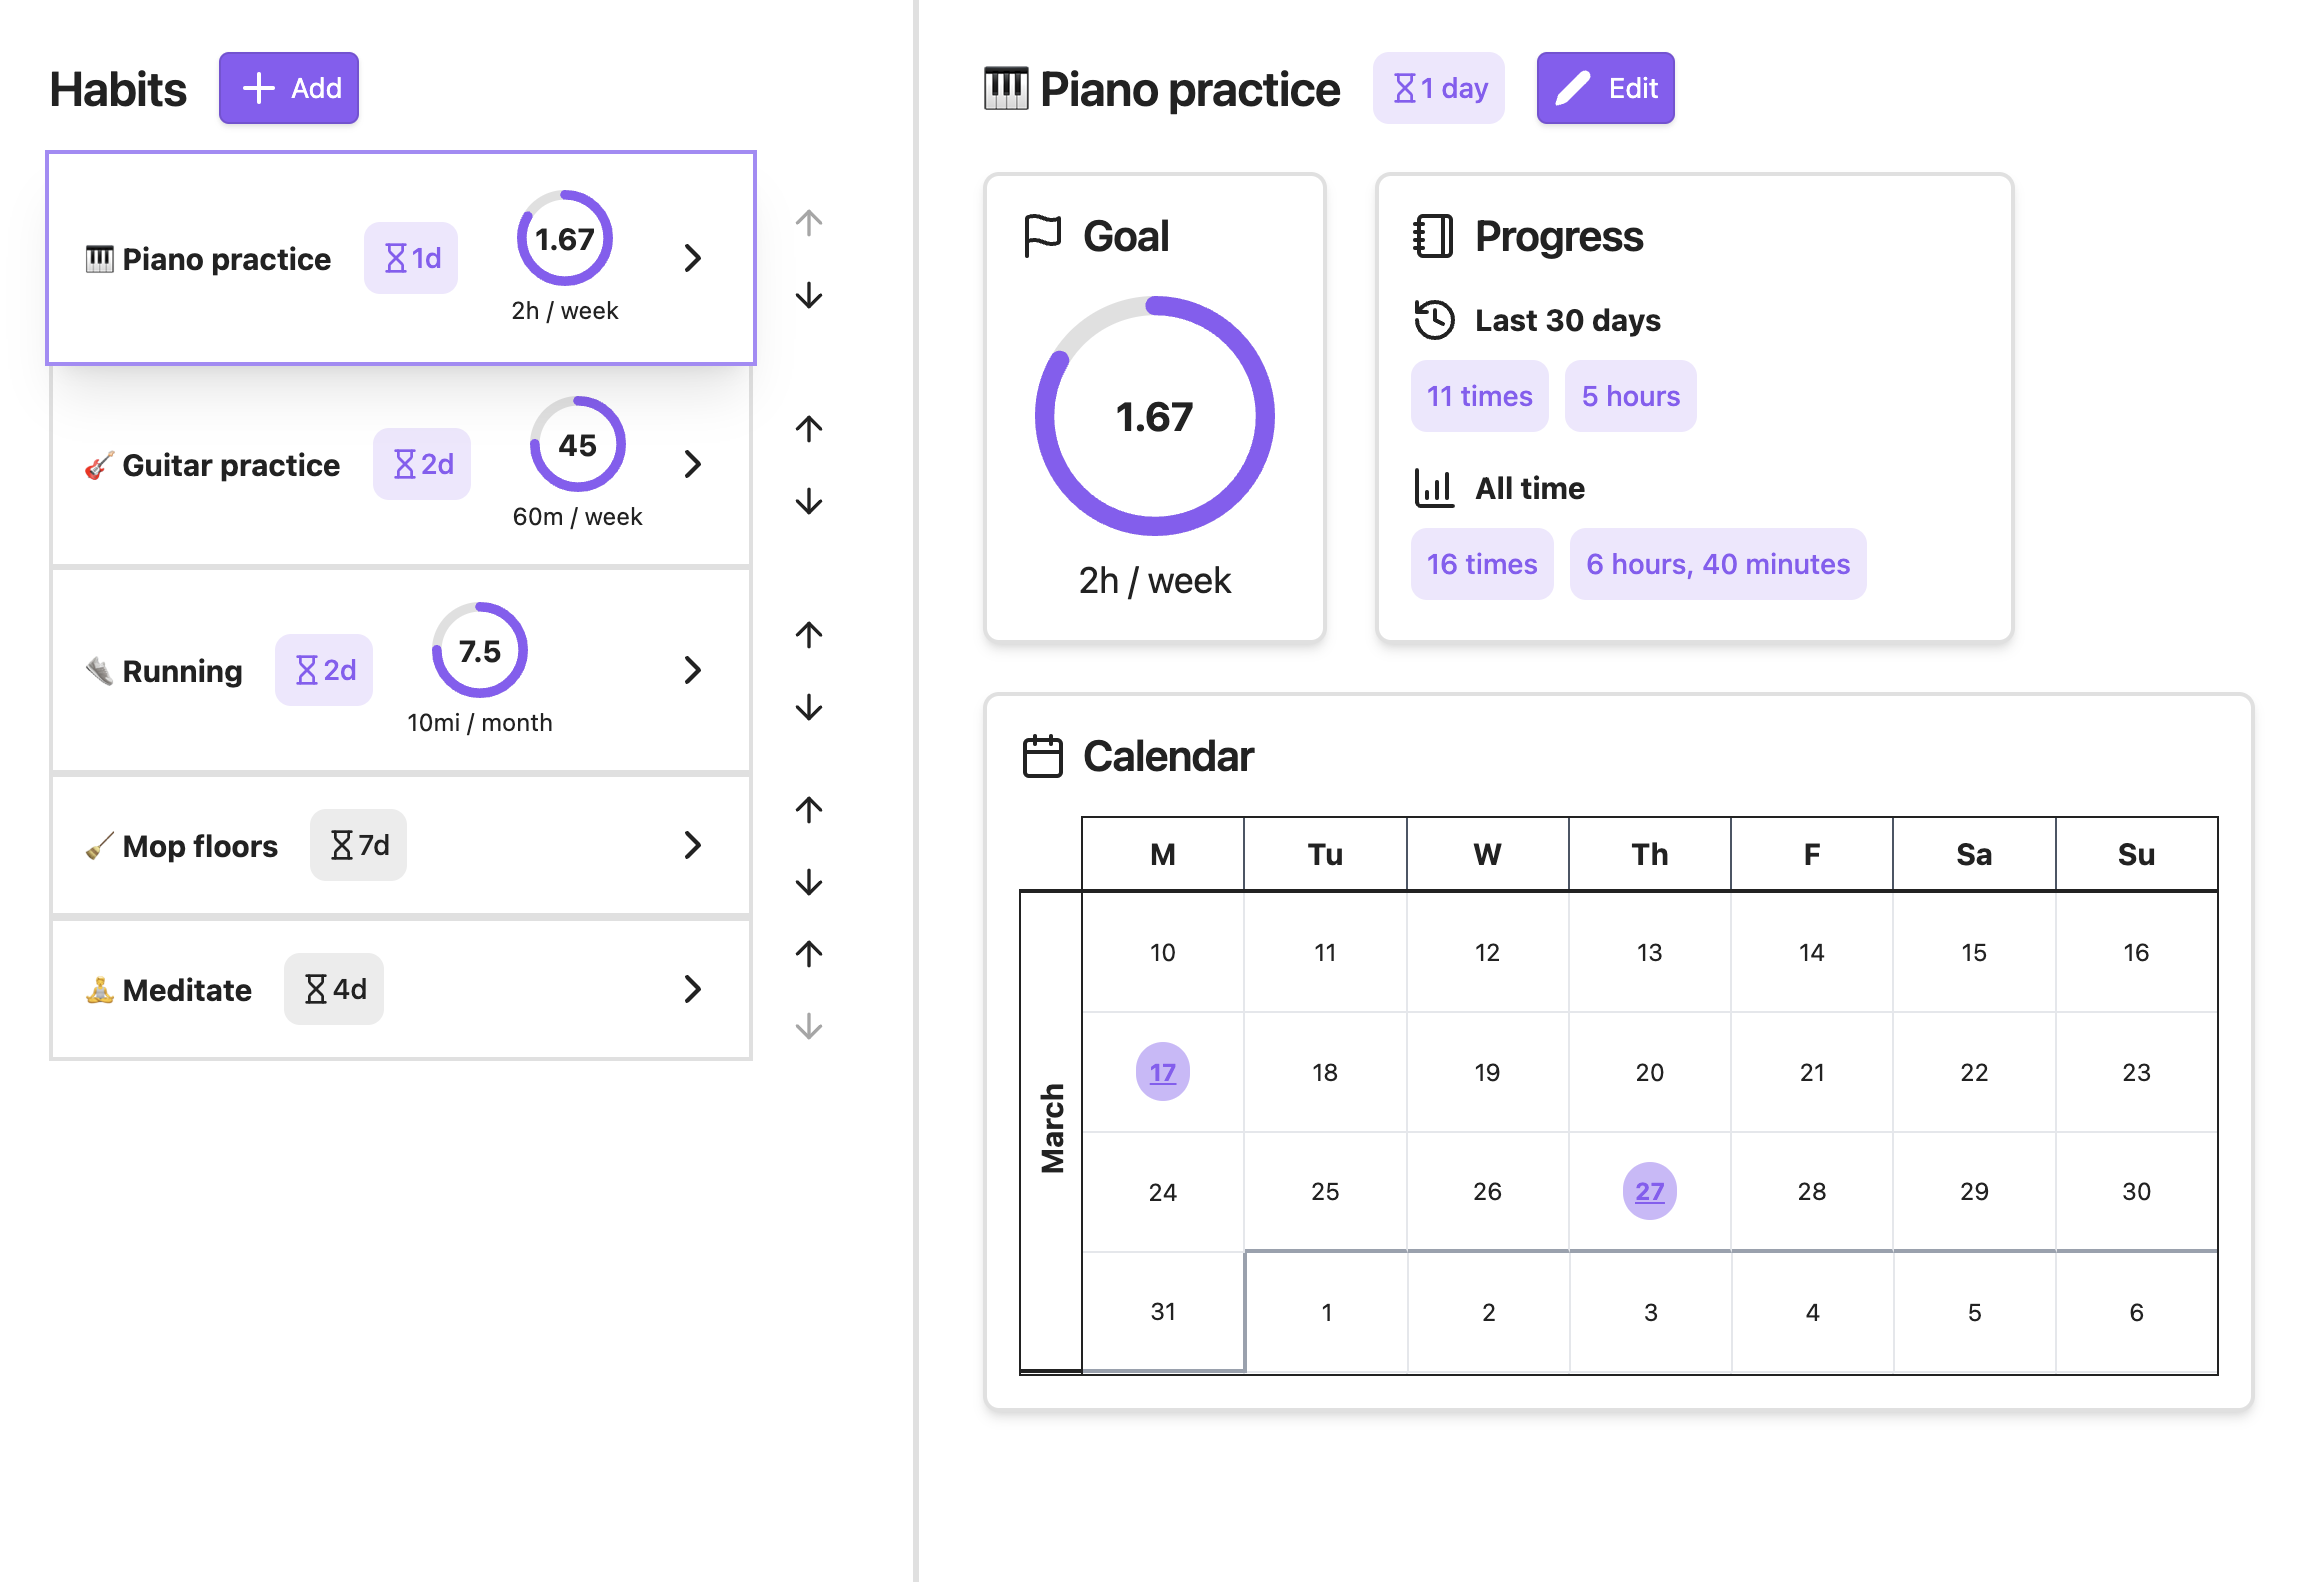 Habits
Add
Piano practice
1d
1.67
2h / week
Guitar practice
2d
45
60m / week
Running
2d
7.5
10mi / month
Mop floors
7d
Meditate
4d
Piano practice
1 day
Edit
Goal
1.67
2h / week
Progress
Last 30 days
11 times 5 hours
All time
16 times 6 hours, 40 minutes
Calendar
M Tu W Th F Sa Su
March
10 11 12 13 14 15 16
17 18 19 20 21 22 23
24 25 26 27 28 29 30
31 1 2 3 4 5 6